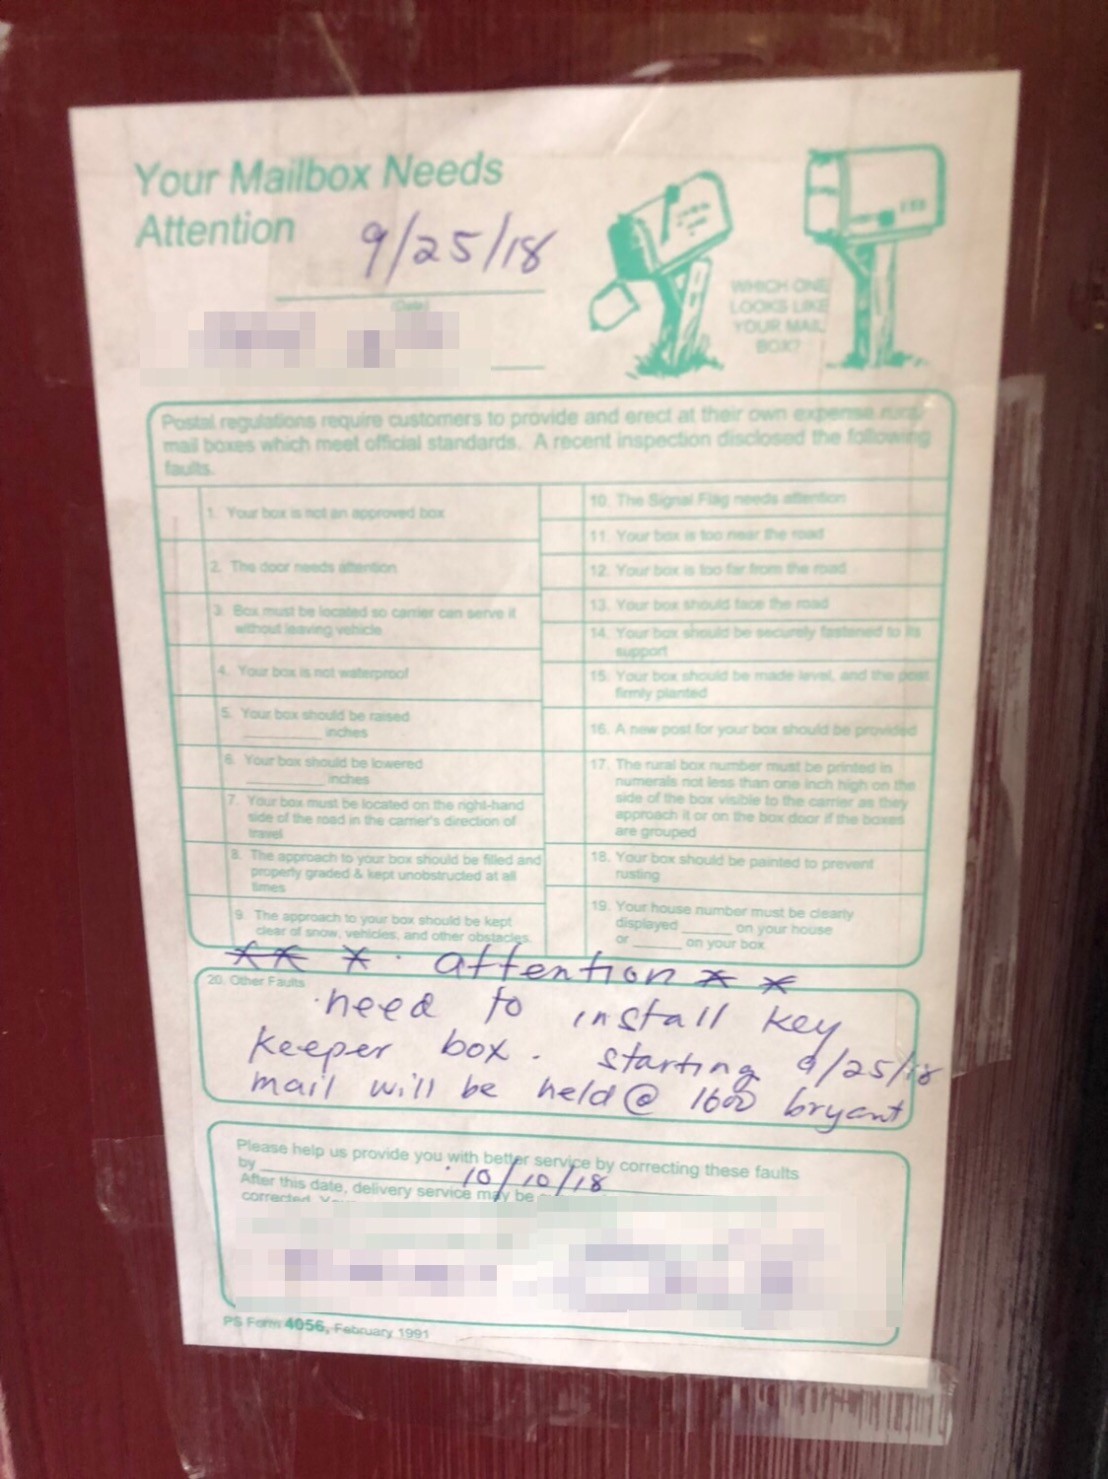 Your Mailbox Needs
Attention
9/25/18
(Date)
WHICH ONE
LOOKS LIKE
YOUR MAIL
BOX?
Postal regulations require customers to provide and erect at their own expense rural
mail boxes which meet official standards. A recent inspection disclosed the following
faults.
1. Your box is not an approved box
2. The door needs attention
3. Box must be located so carrier can serve it
without leaving vehicle
4. Your box is not waterproof
5. Your box should be raised
inches
6. Your box should be lowered
inches
7. Your box must be located on the right-hand
side of the road in the carrier's direction of
travel
8. The approach to your box should be filled and
properly graded & kept unobstructed at all
times
9. The approach to your box should be kept
clear of snow, vehicles, and other obstacles.
10. The Signal Flag needs attention
11. Your box is too near the road
12. Your box is too far from the road
13. Your box should face the road
14. Your box should be securely fastened to its
support
15. Your box should be made level, and the post
firmly planted
16. A new post for your box should be provided
17. The rural box number must be printed in
numerals not less than one inch high on the
side of the box visible to the carrier as they
approach it or on the box door if the boxes
are grouped
18. Your box should be painted to prevent
rusting
19. Your house number must be clearly
displayed ______ on your house
or ______ on your box
** * . attention * *
20. Other Faults
need to install key
keeper box. starting 9/25/18
mail will be held @ 1600 bryant
Please help us provide you with better service by correcting these faults
by 10/10/18
After this date, delivery service may be
corrected.
PS Form 4056, February 1991